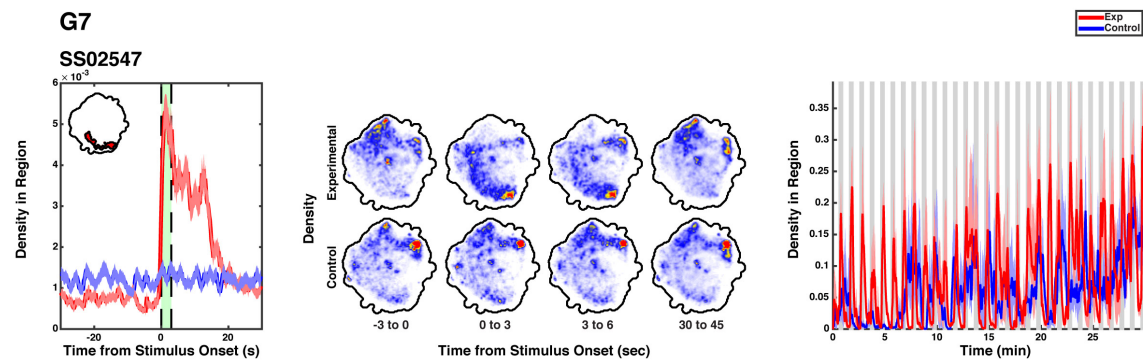 G7
SS02547
Exp
Control
× 10⁻³
6
5
4
3
2
1
0
-20 0 20
Density in Region
Time from Stimulus Onset (s)
Density
Experimental
Control
-3 to 0 0 to 3 3 to 6 30 to 45
Time from Stimulus Onset (sec)
Density in Region
0.35
0.3
0.25
0.2
0.15
0.1
0.05
0
0 5 10 15 20 25
Time (min)